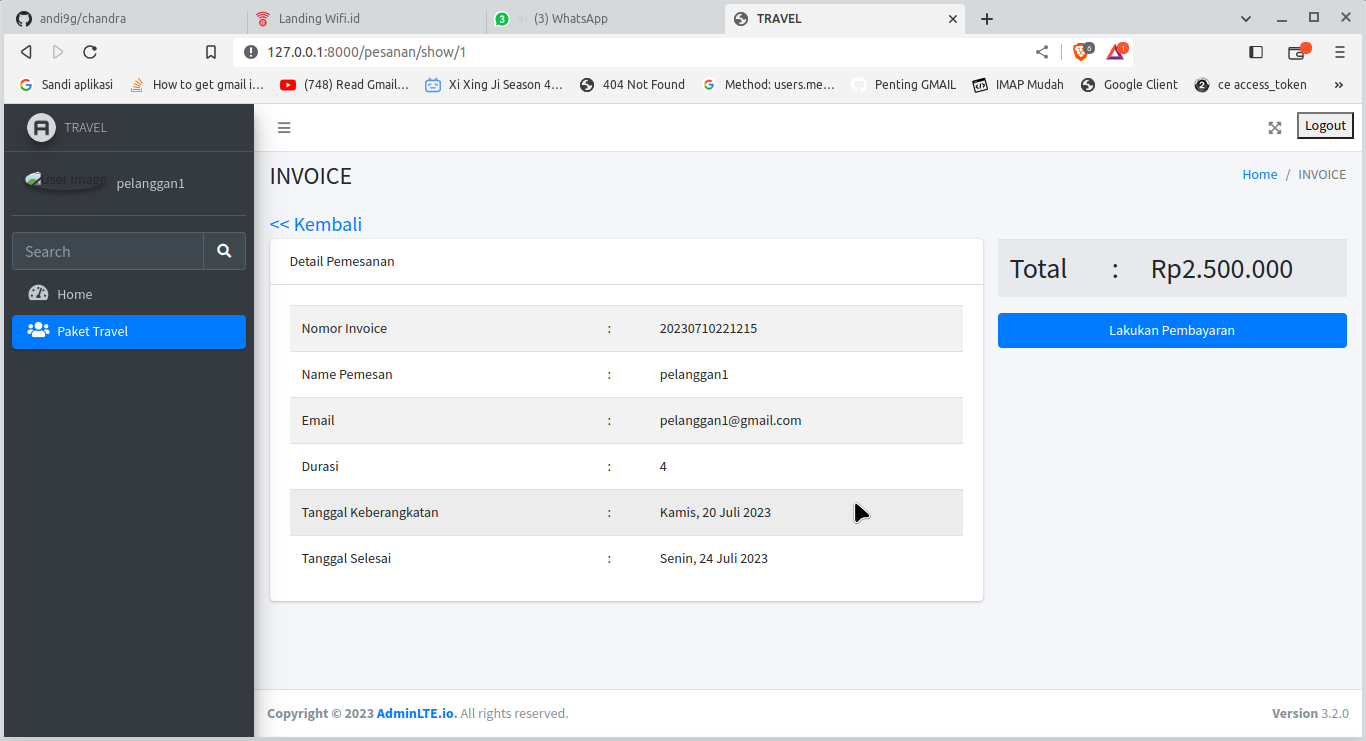 andi9g/chandra
Landing Wifi.id
3 (3) WhatsApp
TRAVEL
127.0.0.1:8000/pesanan/show/1
6
1
Sandi aplikasi
How to get gmail i...
(748) Read Gmail...
Xi Xing Ji Season 4...
404 Not Found
Method: users.me...
Penting GMAIL
IMAP Mudah
Google Client
2 ce access_token
»
TRAVEL
Logout
User Image
pelanggan1
INVOICE
Home / INVOICE
<< Kembali
Search
Home
Paket Travel
Detail Pemesanan
Nomor Invoice : 20230710221215
Name Pemesan : pelanggan1
Email : pelanggan1@gmail.com
Durasi : 4
Tanggal Keberangkatan : Kamis, 20 Juli 2023
Tanggal Selesai : Senin, 24 Juli 2023
Total : Rp2.500.000
Lakukan Pembayaran
Copyright © 2023 AdminLTE.io. All rights reserved.
Version 3.2.0